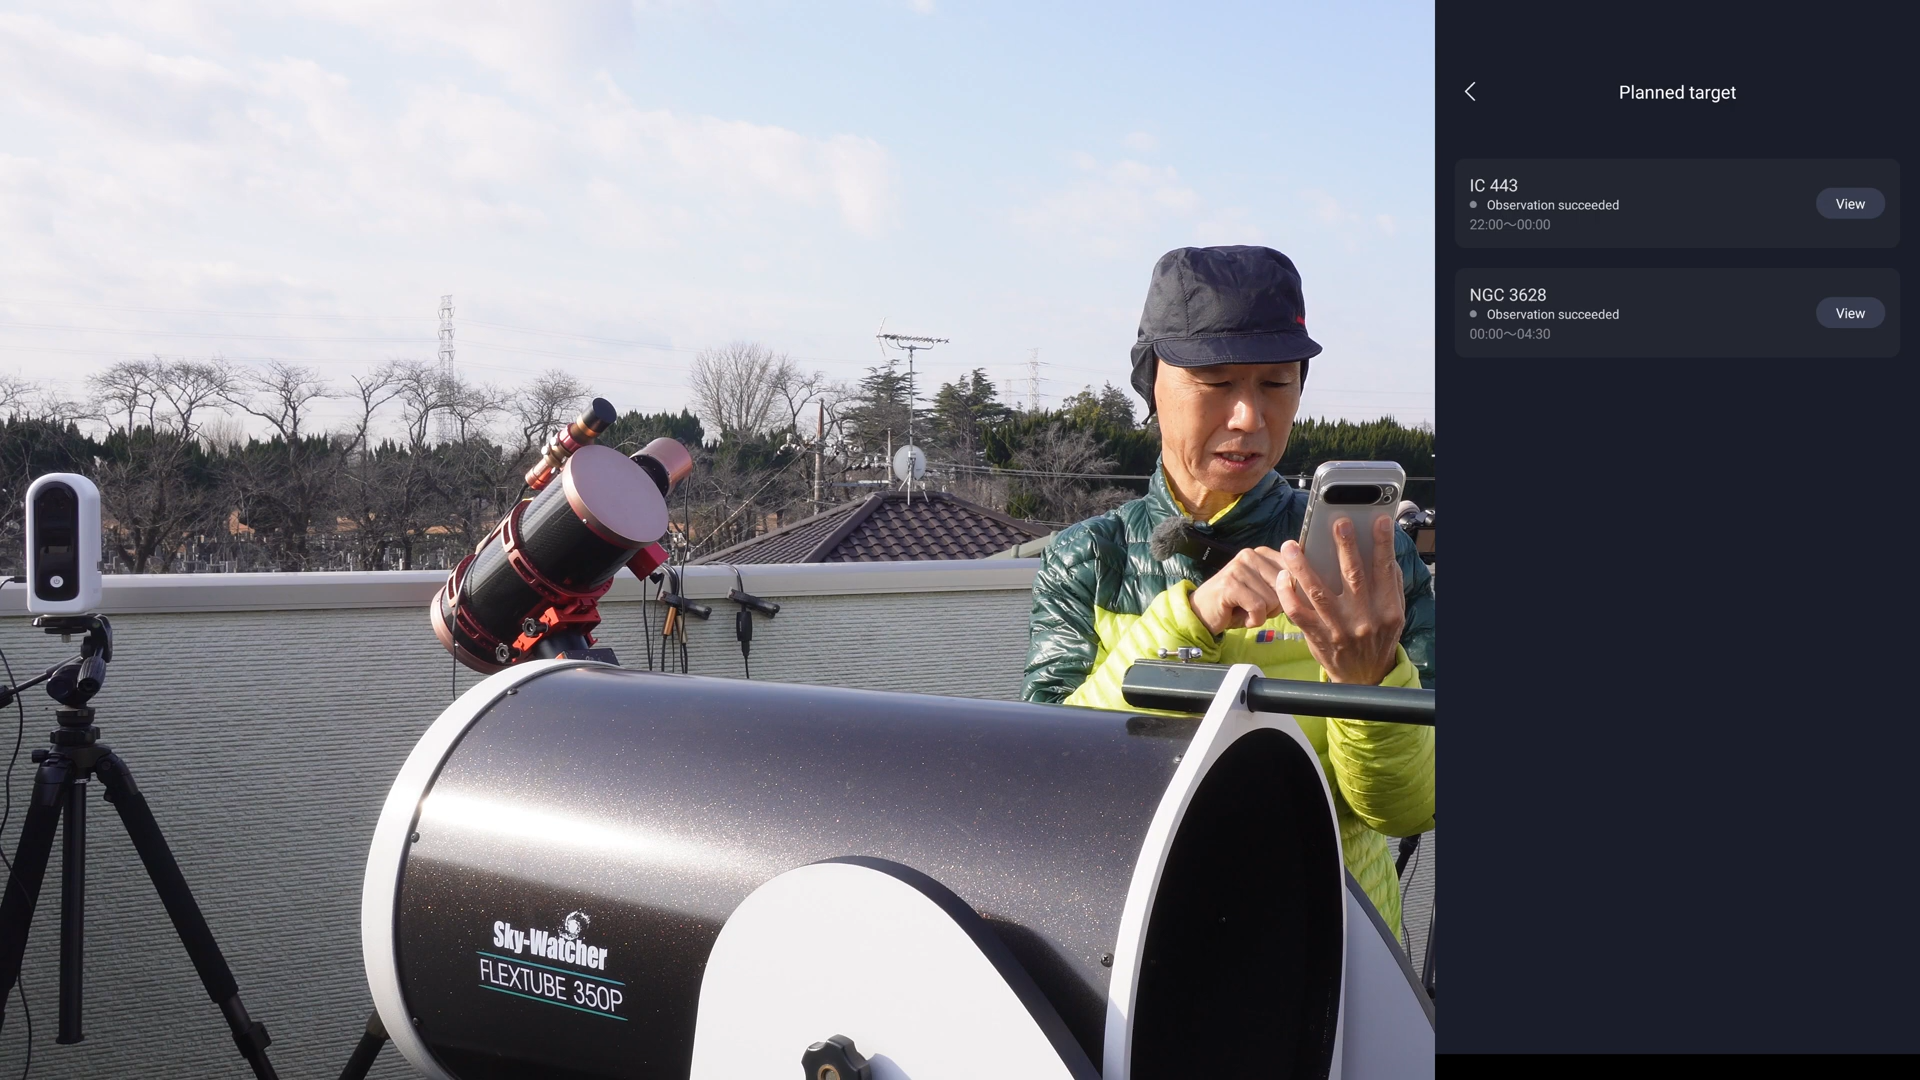 Planned target
IC 443
Observation succeeded
22:00～00:00
View
NGC 3628
Observation succeeded
00:00～04:30
View
SONY
Sky-Watcher
FLEXTUBE 350P